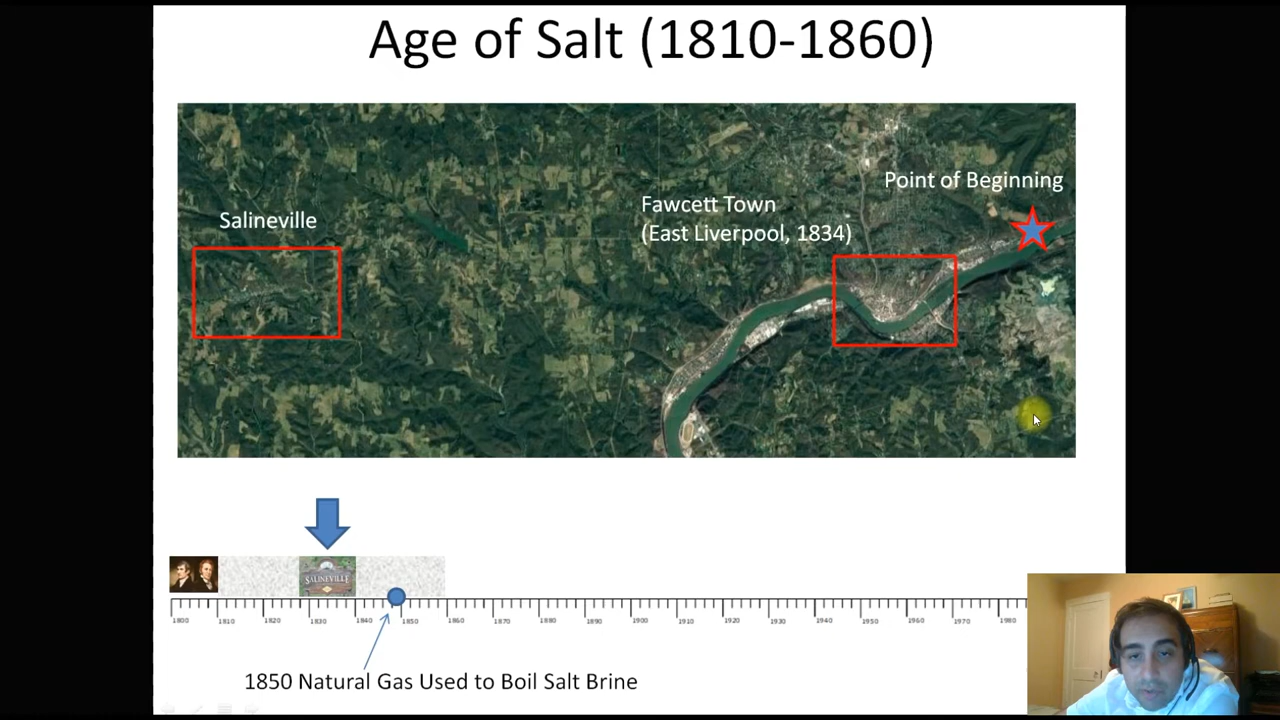 Age of Salt (1810-1860)
Point of Beginning
Fawcett Town
(East Liverpool, 1834)
Salineville
SALINEVILLE
1800 1810 1820 1830 1840 1850 1860 1870 1880 1890 1900 1910 1920 1930 1940 1950 1960 1970 1980
1850 Natural Gas Used to Boil Salt Brine